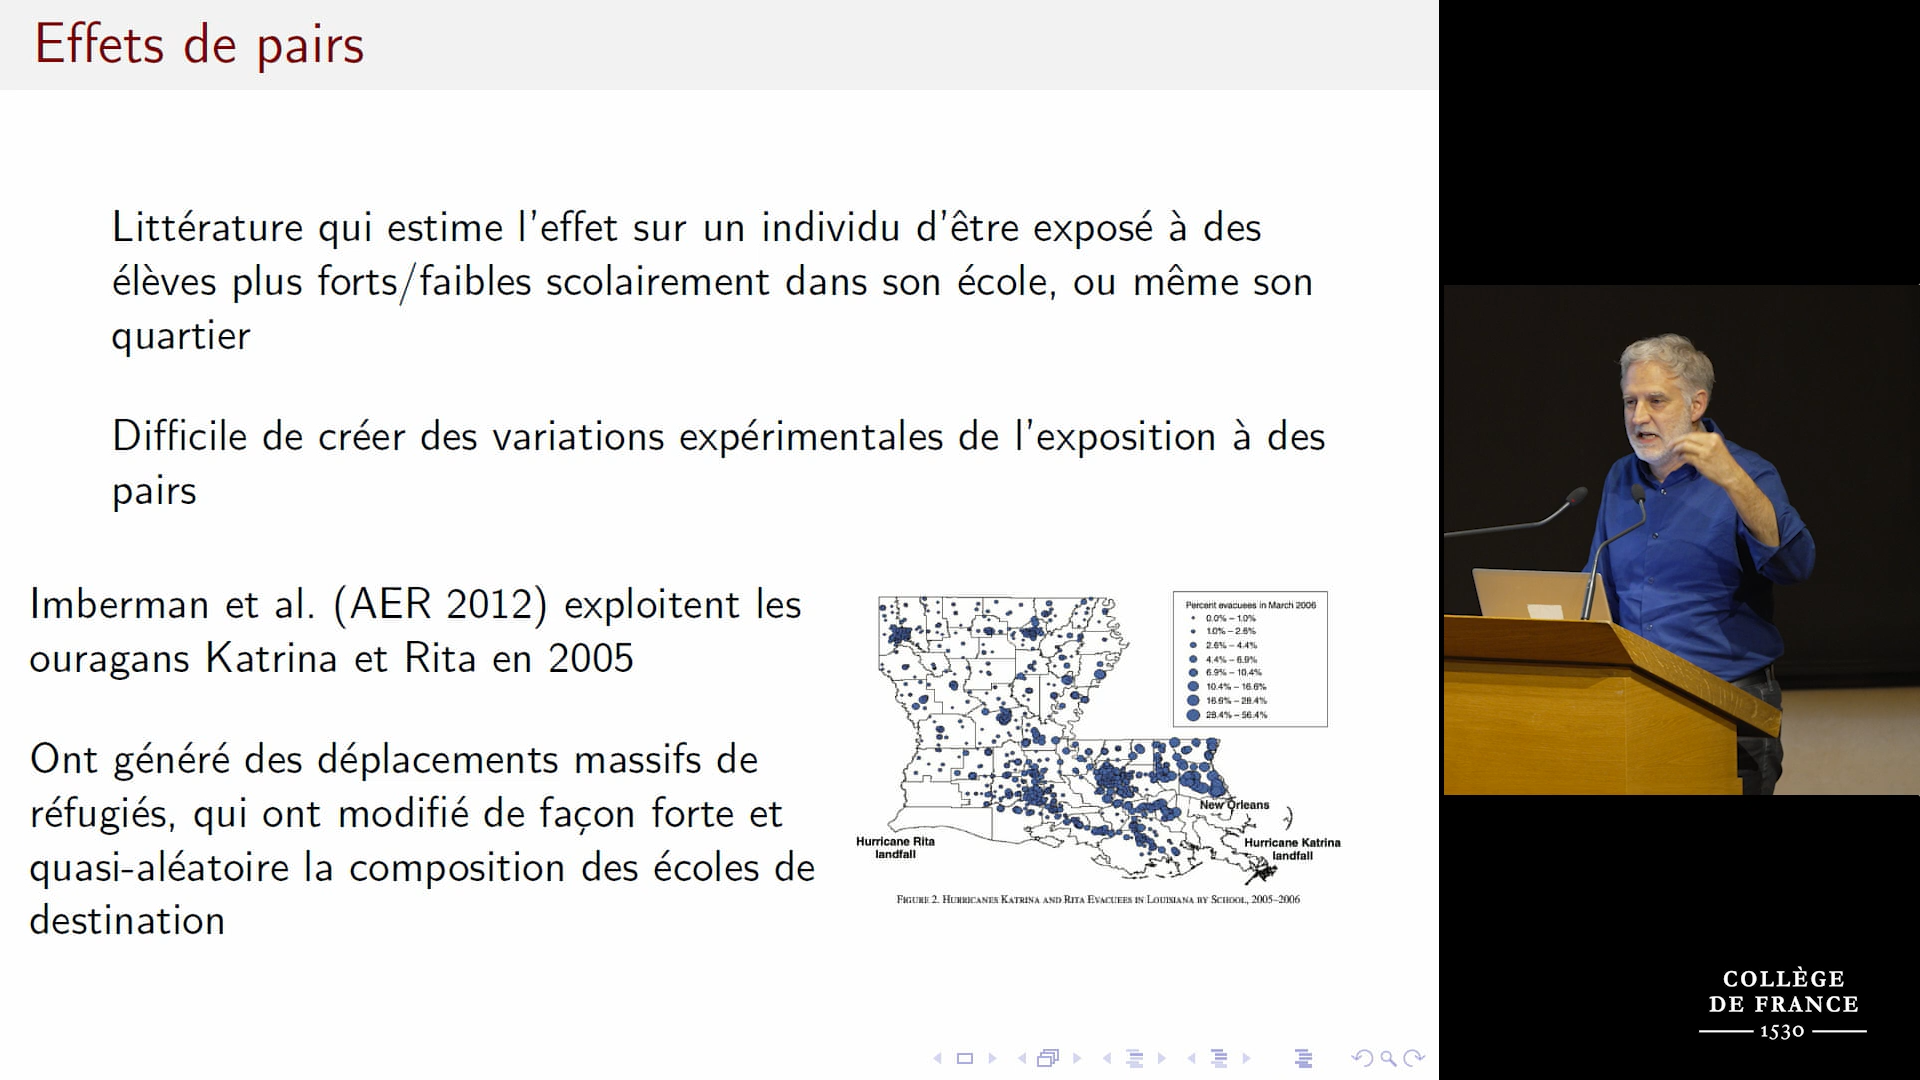 Effets de pairs
Littérature qui estime l'effet sur un individu d'être exposé à des
élèves plus forts/faibles scolairement dans son école, ou même son
quartier
Difficile de créer des variations expérimentales de l'exposition à des
pairs
Imberman et al. (AER 2012) exploitent les
ouragans Katrina et Rita en 2005
Ont généré des déplacements massifs de
réfugiés, qui ont modifié de façon forte et
quasi-aléatoire la composition des écoles de
destination
Percent evacuees in March 2006
0.0% – 1.0%
1.0% – 2.6%
2.6% – 4.4%
4.4% – 6.9%
6.9% – 10.4%
10.4% – 16.6%
16.6% – 28.4%
28.4% – 56.4%
New Orleans
Hurricane Rita
landfall
Hurricane Katrina
landfall
Figure 2. Hurricanes Katrina and Rita Evacuees in Louisiana by School, 2005–2006
COLLÈGE
DE FRANCE
1530